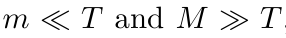 m ≪ T and M ≫ T,